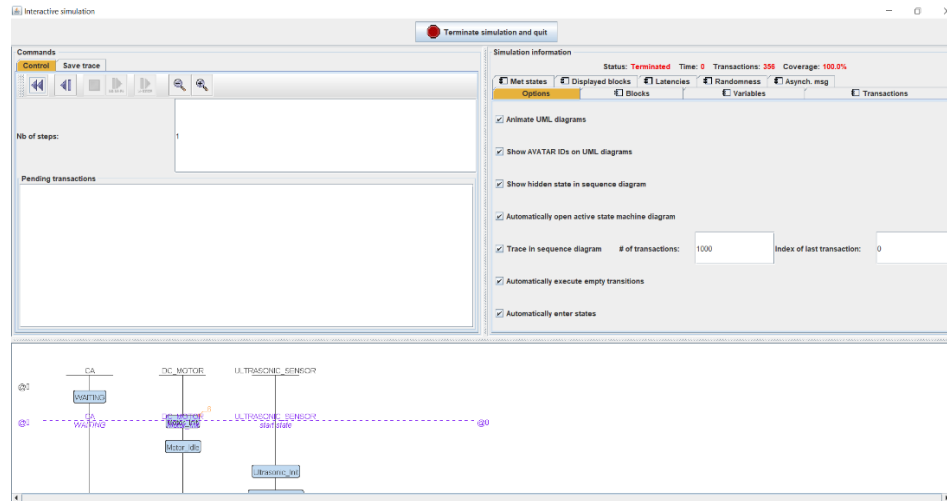 Interactive simulation
Terminate simulation and quit
Commands
Control Save trace
Nb of steps:
1
Pending transactions
Simulation information
Status: Terminated Time: 0 Transactions: 356 Coverage: 100.0%
Met states Displayed blocks Latencies Randomness Asynch. msg
Options Blocks Variables Transactions
Animate UML diagrams
Show AVATAR IDs on UML diagrams
Show hidden state in sequence diagram
Automatically open active state machine diagram
Trace in sequence diagram # of transactions: 1000 Index of last transaction: 0
Automatically execute empty transitions
Automatically enter states
CA DC_MOTOR ULTRASONIC_SENSOR
@0
WAITING
CA DC_MOTOR ULTRASONIC_SENSOR
@0 WAITING start state @0
Motor_Idle
Ultrasonic_Init